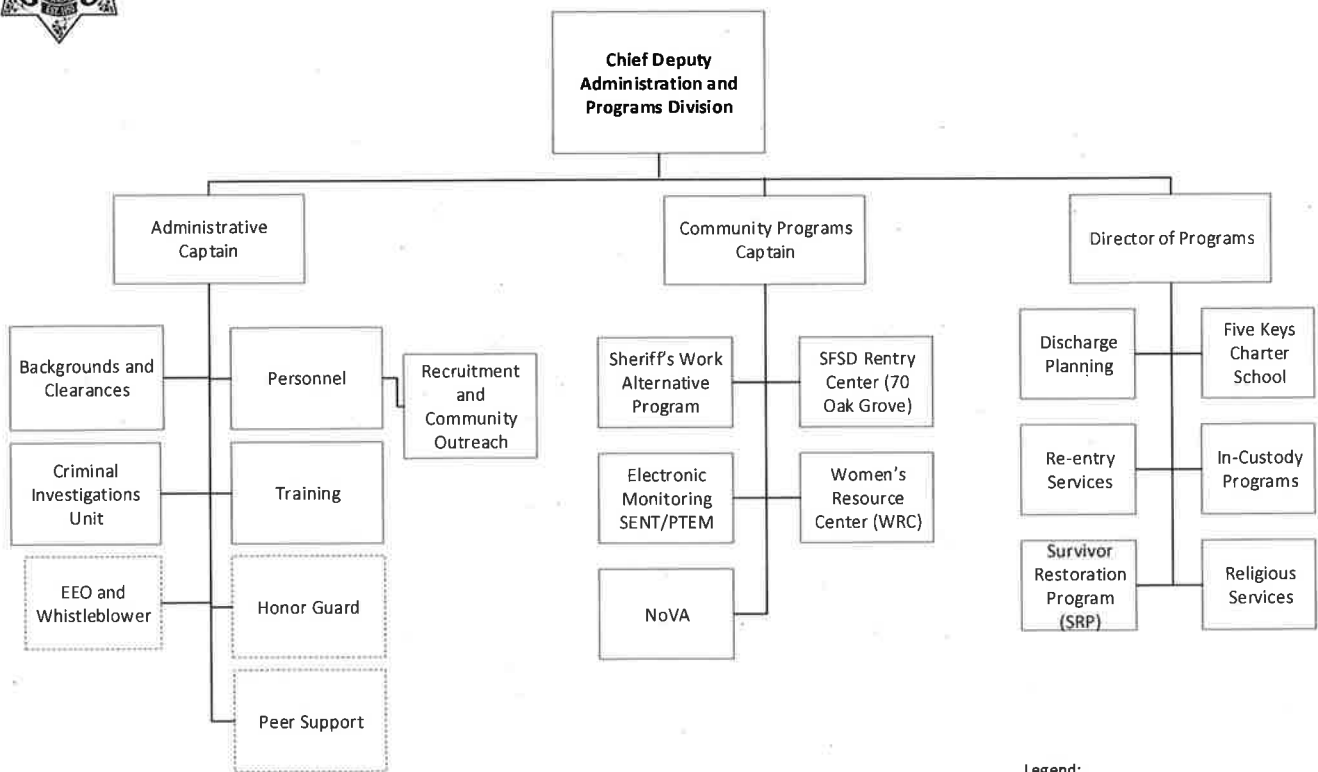 Chief Deputy
Administration and
Programs Division
Administrative
Captain
Community Programs
Captain
Director of Programs
Backgrounds and
Clearances
Personnel
Recruitment
and
Community
Outreach
Criminal
Investigations
Unit
Training
EEO and
Whistleblower
Honor Guard
Peer Support
Sheriff's Work
Alternative
Program
SFSD Rentry
Center (70
Oak Grove)
Electronic
Monitoring
SENT/PTEM
Women's
Resource
Center (WRC)
NoVA
Discharge
Planning
Five Keys
Charter
School
Re-entry
Services
In-Custody
Programs
Survivor
Restoration
Program
(SRP)
Religious
Services
Legend: